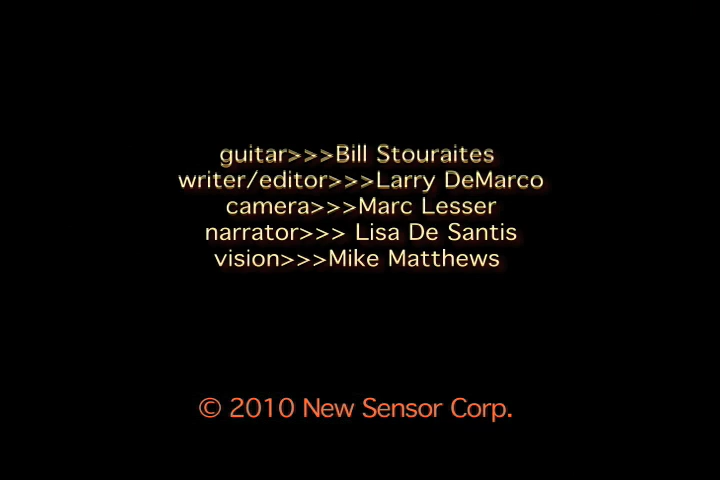 guitar>>>Bill Stouraites
writer/editor>>>Larry DeMarco
camera>>>Marc Lesser
narrator>>> Lisa De Santis
vision>>>Mike Matthews
© 2010 New Sensor Corp.